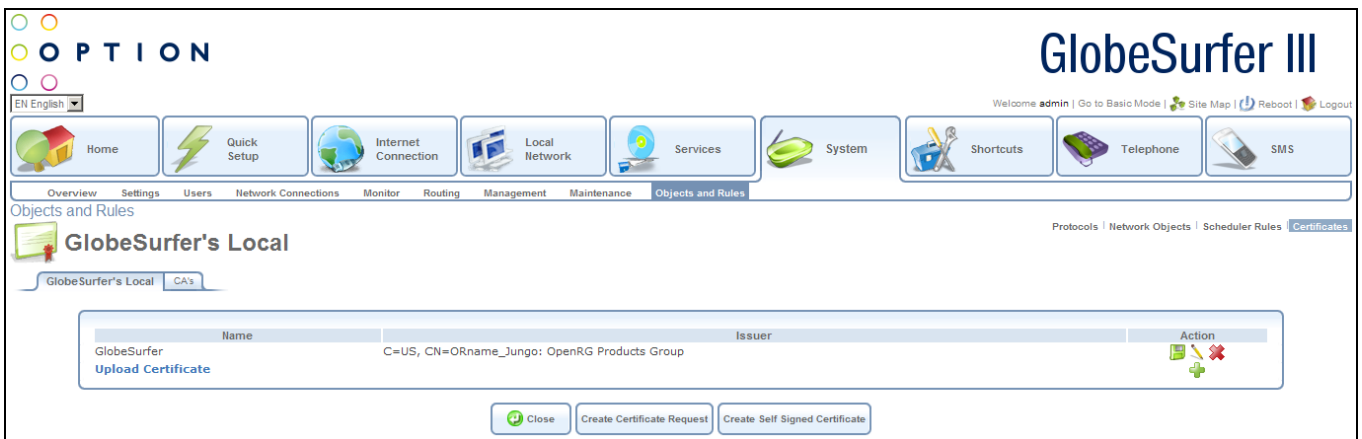 OPTION
GlobeSurfer III
EN English
Welcome admin | Go to Basic Mode | Site Map | Reboot | Logout
Home Quick Setup Internet Connection Local Network Services System Shortcuts Telephone SMS
Overview Settings Users Network Connections Monitor Routing Management Maintenance Objects and Rules
Objects and Rules
Protocols | Network Objects | Scheduler Rules | Certificates
GlobeSurfer's Local
GlobeSurfer's Local CA's
Name Issuer Action
GlobeSurfer C=US, CN=ORname_Jungo: OpenRG Products Group
Upload Certificate
Close Create Certificate Request Create Self Signed Certificate